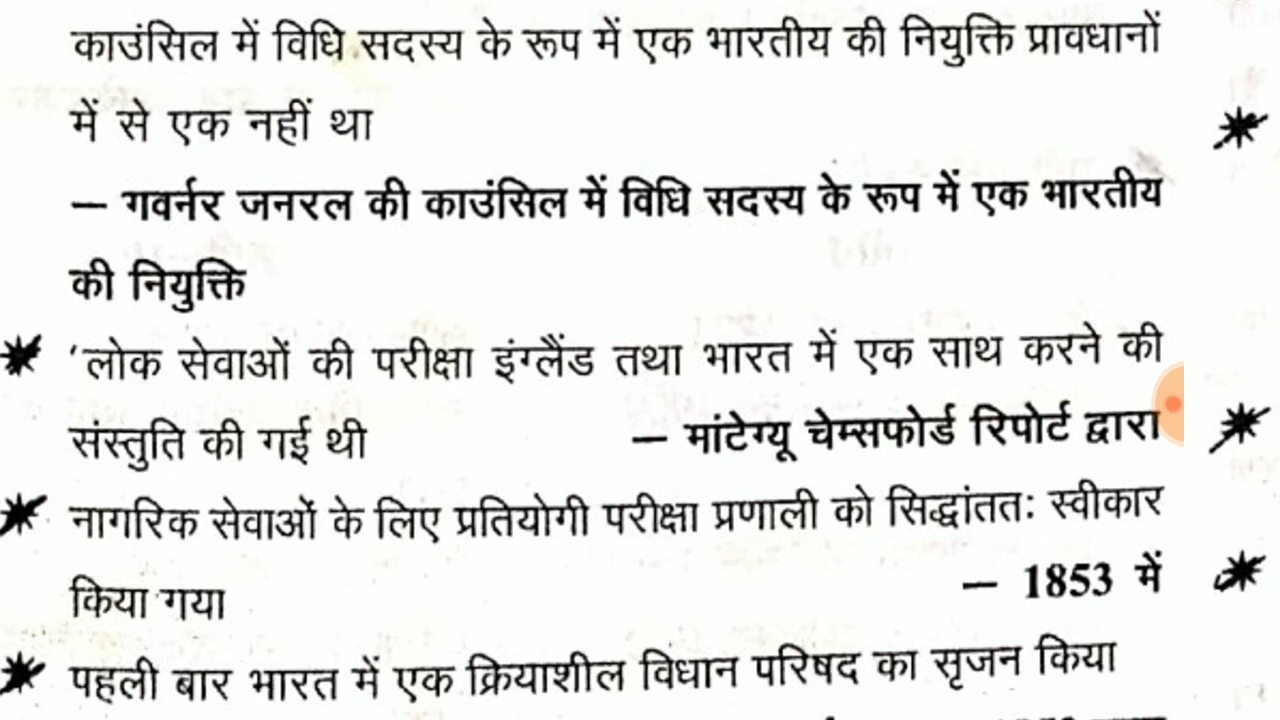 काउंसिल में विधि सदस्य के रूप में एक भारतीय की नियुक्ति प्रावधानों
में से एक नहीं था
— गवर्नर जनरल की काउंसिल में विधि सदस्य के रूप में एक भारतीय
की नियुक्ति
'लोक सेवाओं की परीक्षा इंग्लैंड तथा भारत में एक साथ करने की
संस्तुति की गई थी — मांटेग्यू चेम्सफोर्ड रिपोर्ट द्वारा
नागरिक सेवाओं के लिए प्रतियोगी परीक्षा प्रणाली को सिद्धांततः स्वीकार
किया गया — 1853 में
पहली बार भारत में एक क्रियाशील विधान परिषद का सृजन किया